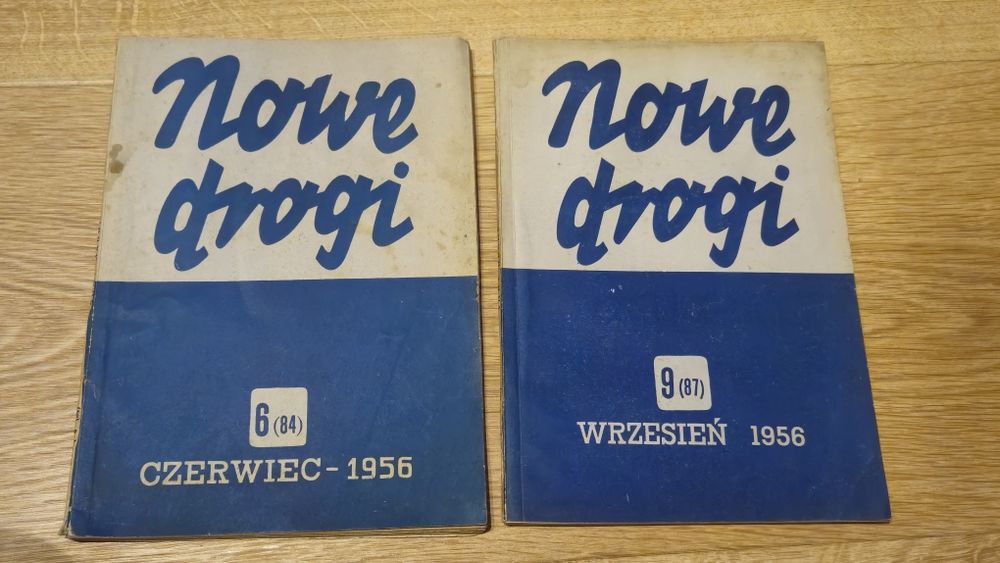 Nowe
drogi
6 (84)
CZERWIEC - 1956
Nowe
drogi
9 (87)
WRZESIEŃ 1956